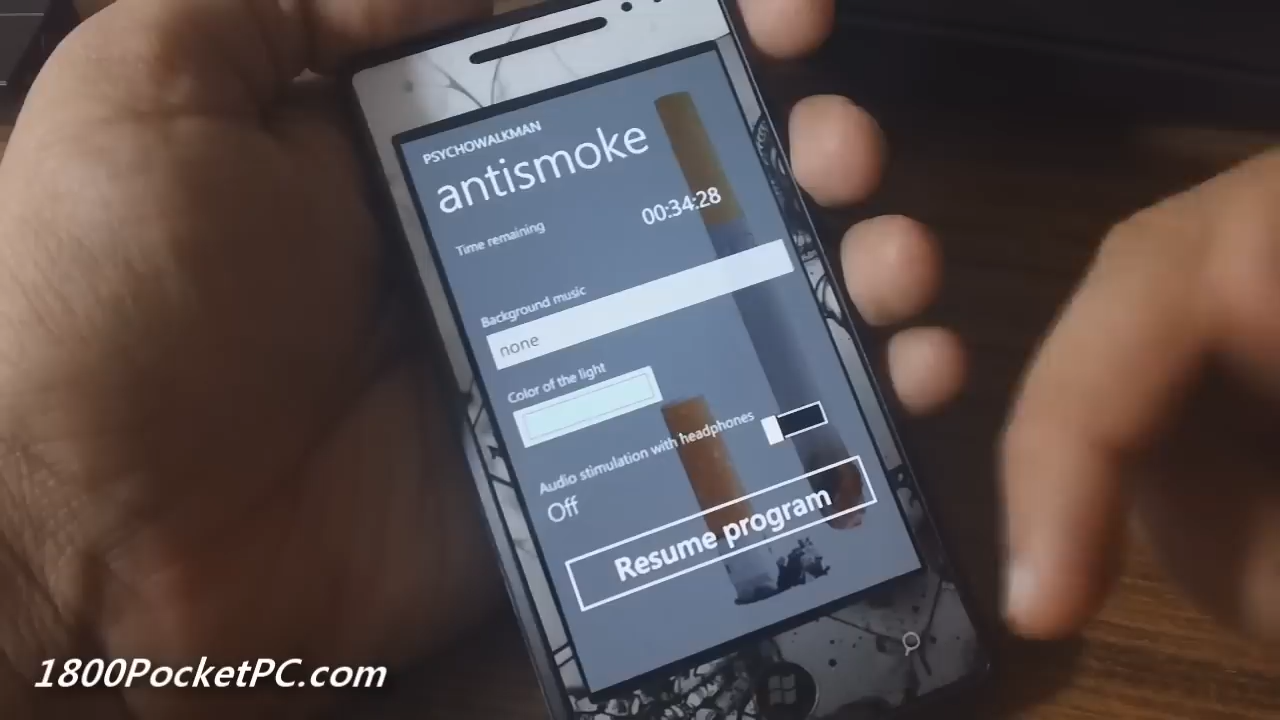 PSYCHOWALKMAN
antismoke
Time remaining
00:34:28
Background music
none
Color of the light
Audio stimulation with headphones
Off
Resume program
1800PocketPC.com